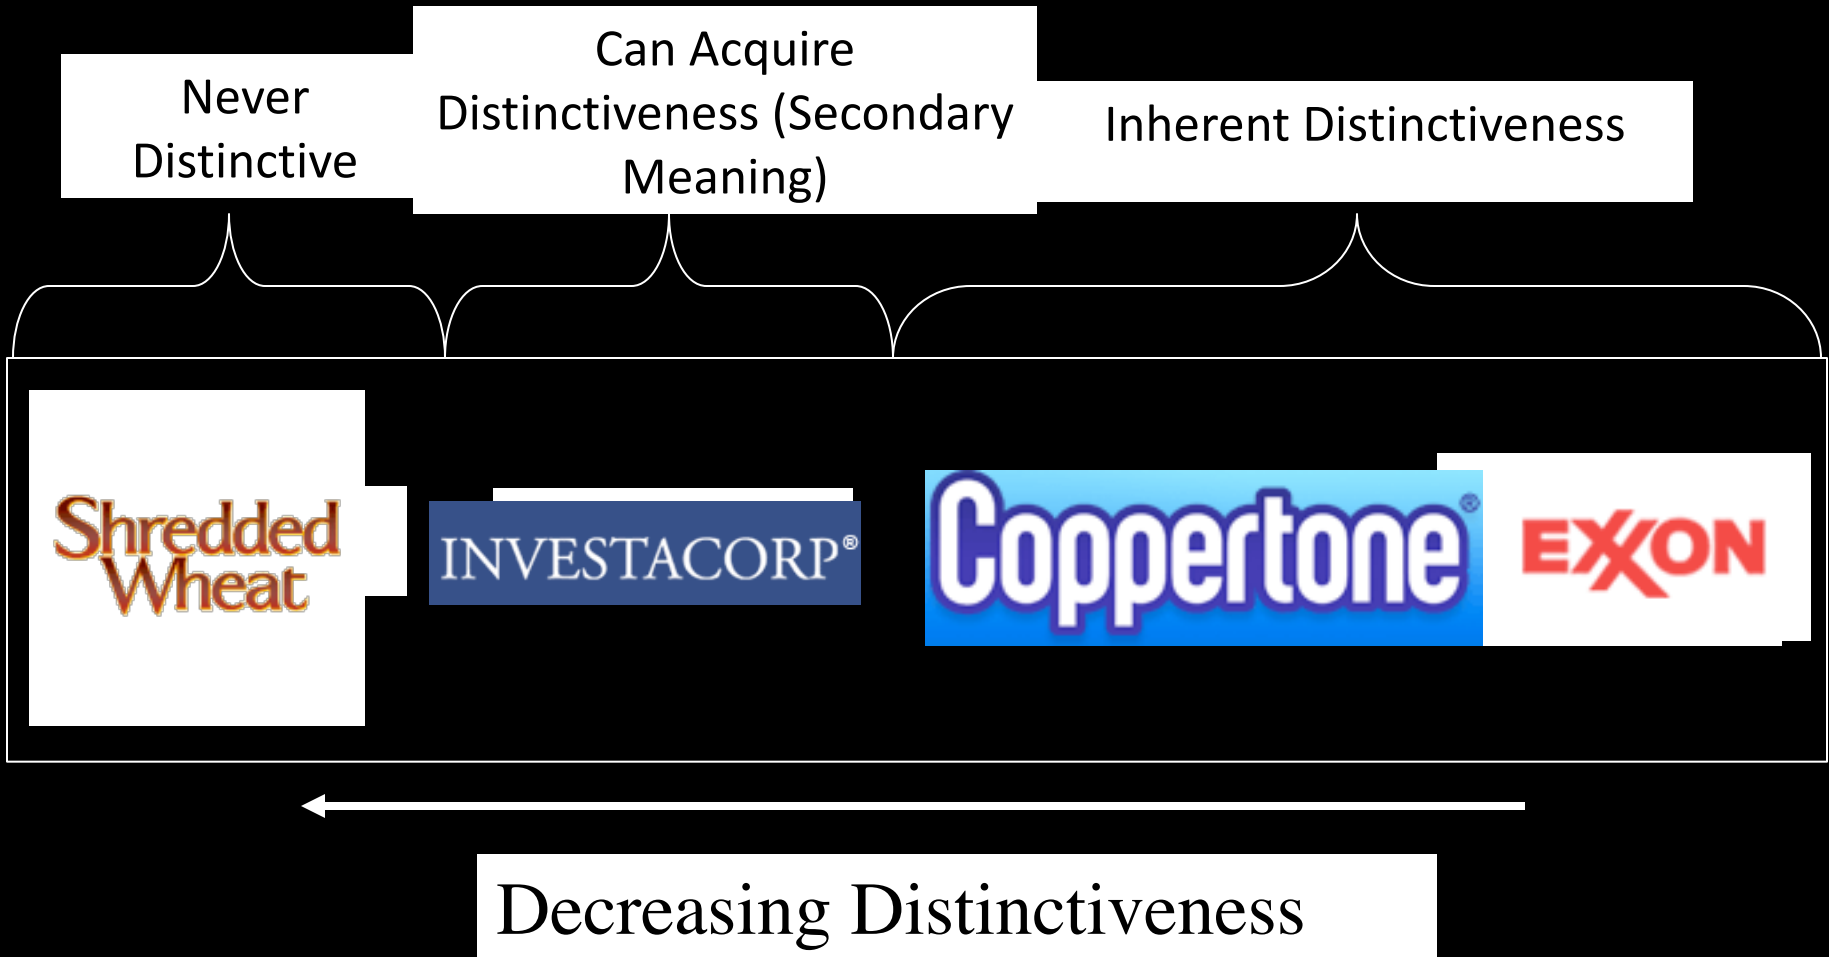 Never
Distinctive
Can Acquire
Distinctiveness (Secondary
Meaning)
Inherent Distinctiveness
Shredded
Wheat
INVESTACORP®
Coppertone®
EXXON
Decreasing Distinctiveness